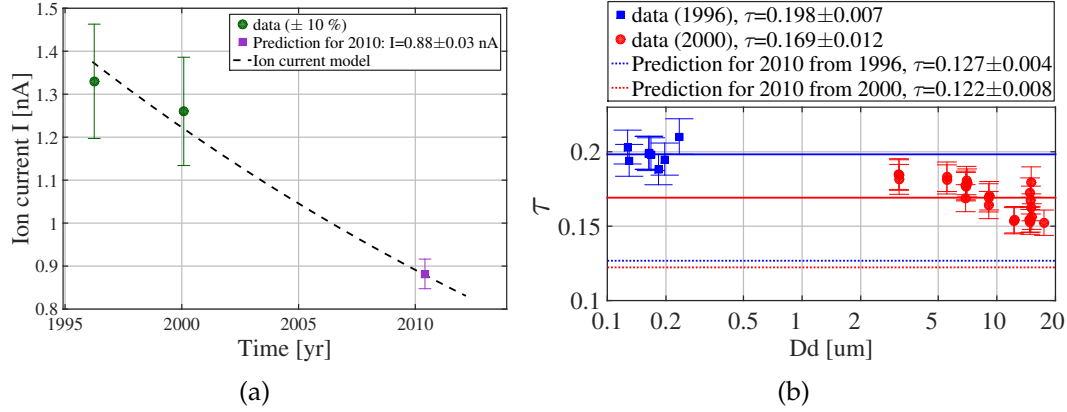 1.5
1.4
1.3
1.2
1.1
1
0.9
0.8
Ion current I [nA]
data (± 10 %)
Prediction for 2010: I=0.88±0.03 nA
Ion current model
1995
2000
2005
2010
Time [yr]
(a)
data (1996), τ=0.198±0.007
data (2000), τ=0.169±0.012
Prediction for 2010 from 1996, τ=0.127±0.004
Prediction for 2010 from 2000, τ=0.122±0.008
0.2
0.15
0.1
τ
0.1
0.2
0.5
1
2
5
10
20
Dd [um]
(b)